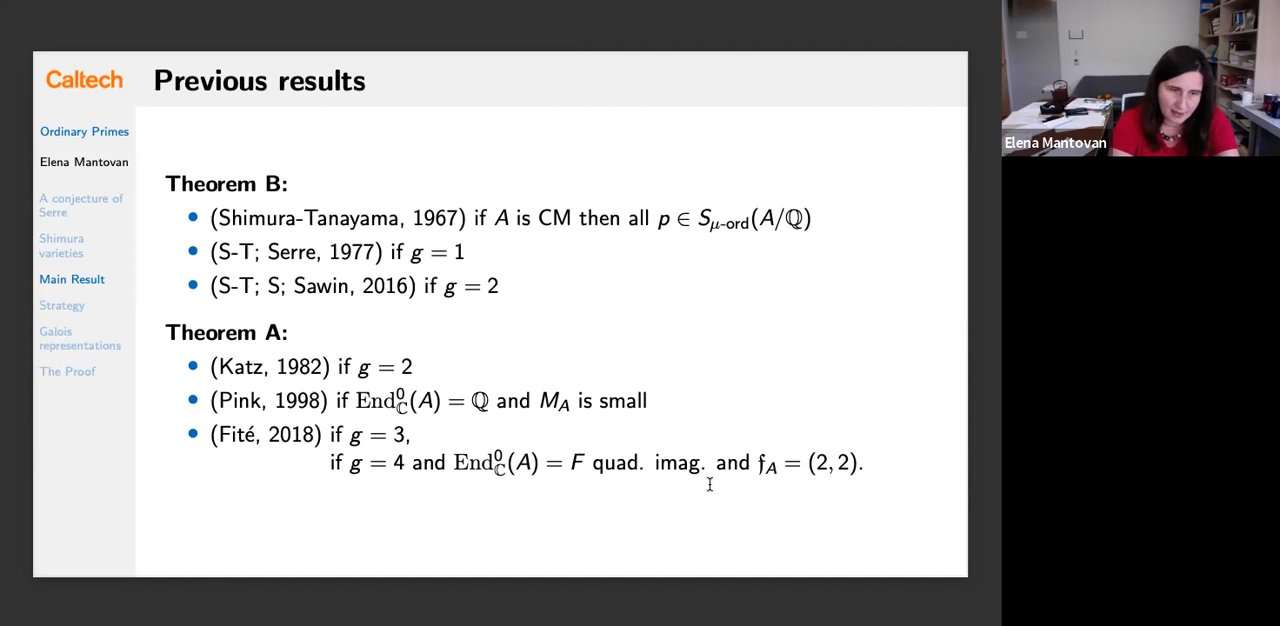 Caltech
Previous results
Ordinary Primes
Elena Mantovan
A conjecture of
Serre
Shimura
varieties
Main Result
Strategy
Galois
representations
The Proof
Theorem B:
• (Shimura-Tanayama, 1967) if A is CM then all p ∈ S_{μ-ord}(A/ℚ)
• (S-T; Serre, 1977) if g = 1
• (S-T; S; Sawin, 2016) if g = 2
Theorem A:
• (Katz, 1982) if g = 2
• (Pink, 1998) if End⁰_ℂ(A) = ℚ and M_A is small
• (Fité, 2018) if g = 3,
if g = 4 and End⁰_ℂ(A) = F quad. imag. and 𝔣_A = (2, 2).
Elena Mantovan